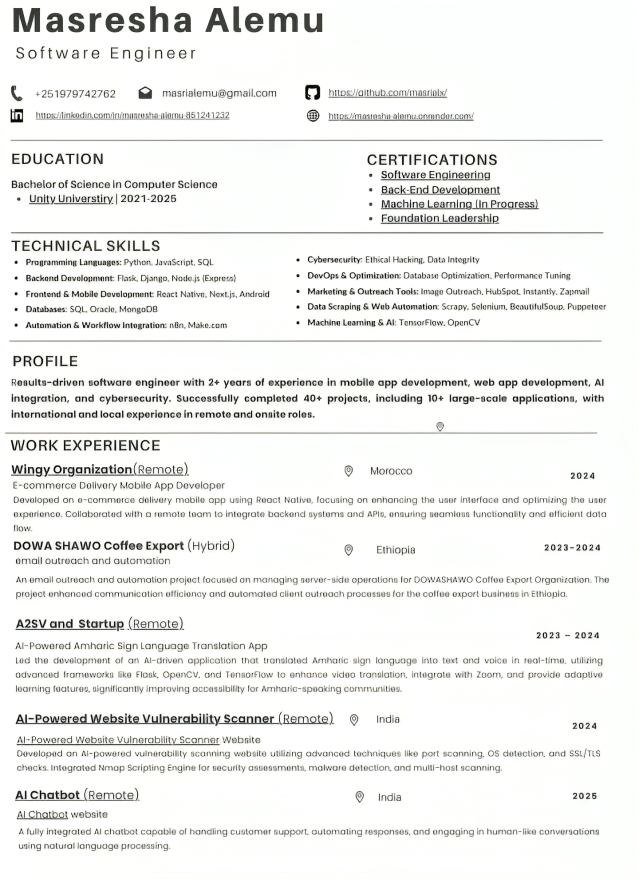 Masresha Alemu
Software Engineer
+251979742762
masrialemu@gmail.com
https://github.com/masrialx/
https://linkedin.com/in/masresha-alemu-851241232
https://masresha-alemu.onrender.com/
EDUCATION
Bachelor of Science in Computer Science
• Unity Universtiry | 2021-2025
CERTIFICATIONS
• Software Engineering
• Back-End Development
• Machine Learning (In Progress)
• Foundation Leadership
TECHNICAL SKILLS
• Programming Languages: Python, JavaScript, SQL
• Backend Development: Flask, Django, Node.js (Express)
• Frontend & Mobile Development: React Native, Next.js, Android
• Databases: SQL, Oracle, MongoDB
• Automation & Workflow Integration: n8n, Make.com
• Cybersecurity: Ethical Hacking, Data Integrity
• DevOps & Optimization: Database Optimization, Performance Tuning
• Marketing & Outreach Tools: Image Outreach, HubSpot, Instantly, Zapmail
• Data Scraping & Web Automation: Scrapy, Selenium, BeautifulSoup, Puppeteer
• Machine Learning & AI: TensorFlow, OpenCV
PROFILE
Results-driven software engineer with 2+ years of experience in mobile app development, web app development, AI
integration, and cybersecurity. Successfully completed 40+ projects, including 10+ large-scale applications, with
international and local experience in remote and onsite roles.
WORK EXPERIENCE
Wingy Organization(Remote) Morocco 2024
E-commerce Delivery Mobile App Developer
Developed an e-commerce delivery mobile app using React Native, focusing on enhancing the user interface and optimizing the user
experience. Collaborated with a remote team to integrate backend systems and APIs, ensuring seamless functionality and efficient data
flow.
DOWA SHAWO Coffee Export (Hybrid) Ethiopia 2023-2024
email outreach and automation
An email outreach and automation project focused on managing server-side operations for DOWASHAWO Coffee Export Organization. The
project enhanced communication efficiency and automated client outreach processes for the coffee export business in Ethiopia.
A2SV and Startup (Remote) 2023 – 2024
AI-Powered Amharic Sign Language Translation App
Led the development of an AI-driven application that translated Amharic sign language into text and voice in real-time, utilizing
advanced frameworks like Flask, OpenCV, and TensorFlow to enhance video translation, integrate with Zoom, and provide adaptive
learning features, significantly improving accessibility for Amharic-speaking communities.
AI-Powered Website Vulnerability Scanner (Remote) India 2024
AI-Powered Website Vulnerability Scanner Website
Developed an AI-powered vulnerability scanning website utilizing advanced techniques like port scanning, OS detection, and SSL/TLS
checks. Integrated Nmap Scripting Engine for security assessments, malware detection, and multi-host scanning.
AI Chatbot (Remote) India 2025
AI Chatbot website
A fully integrated AI chatbot capable of handling customer support, automating responses, and engaging in human-like conversations
using natural language processing.